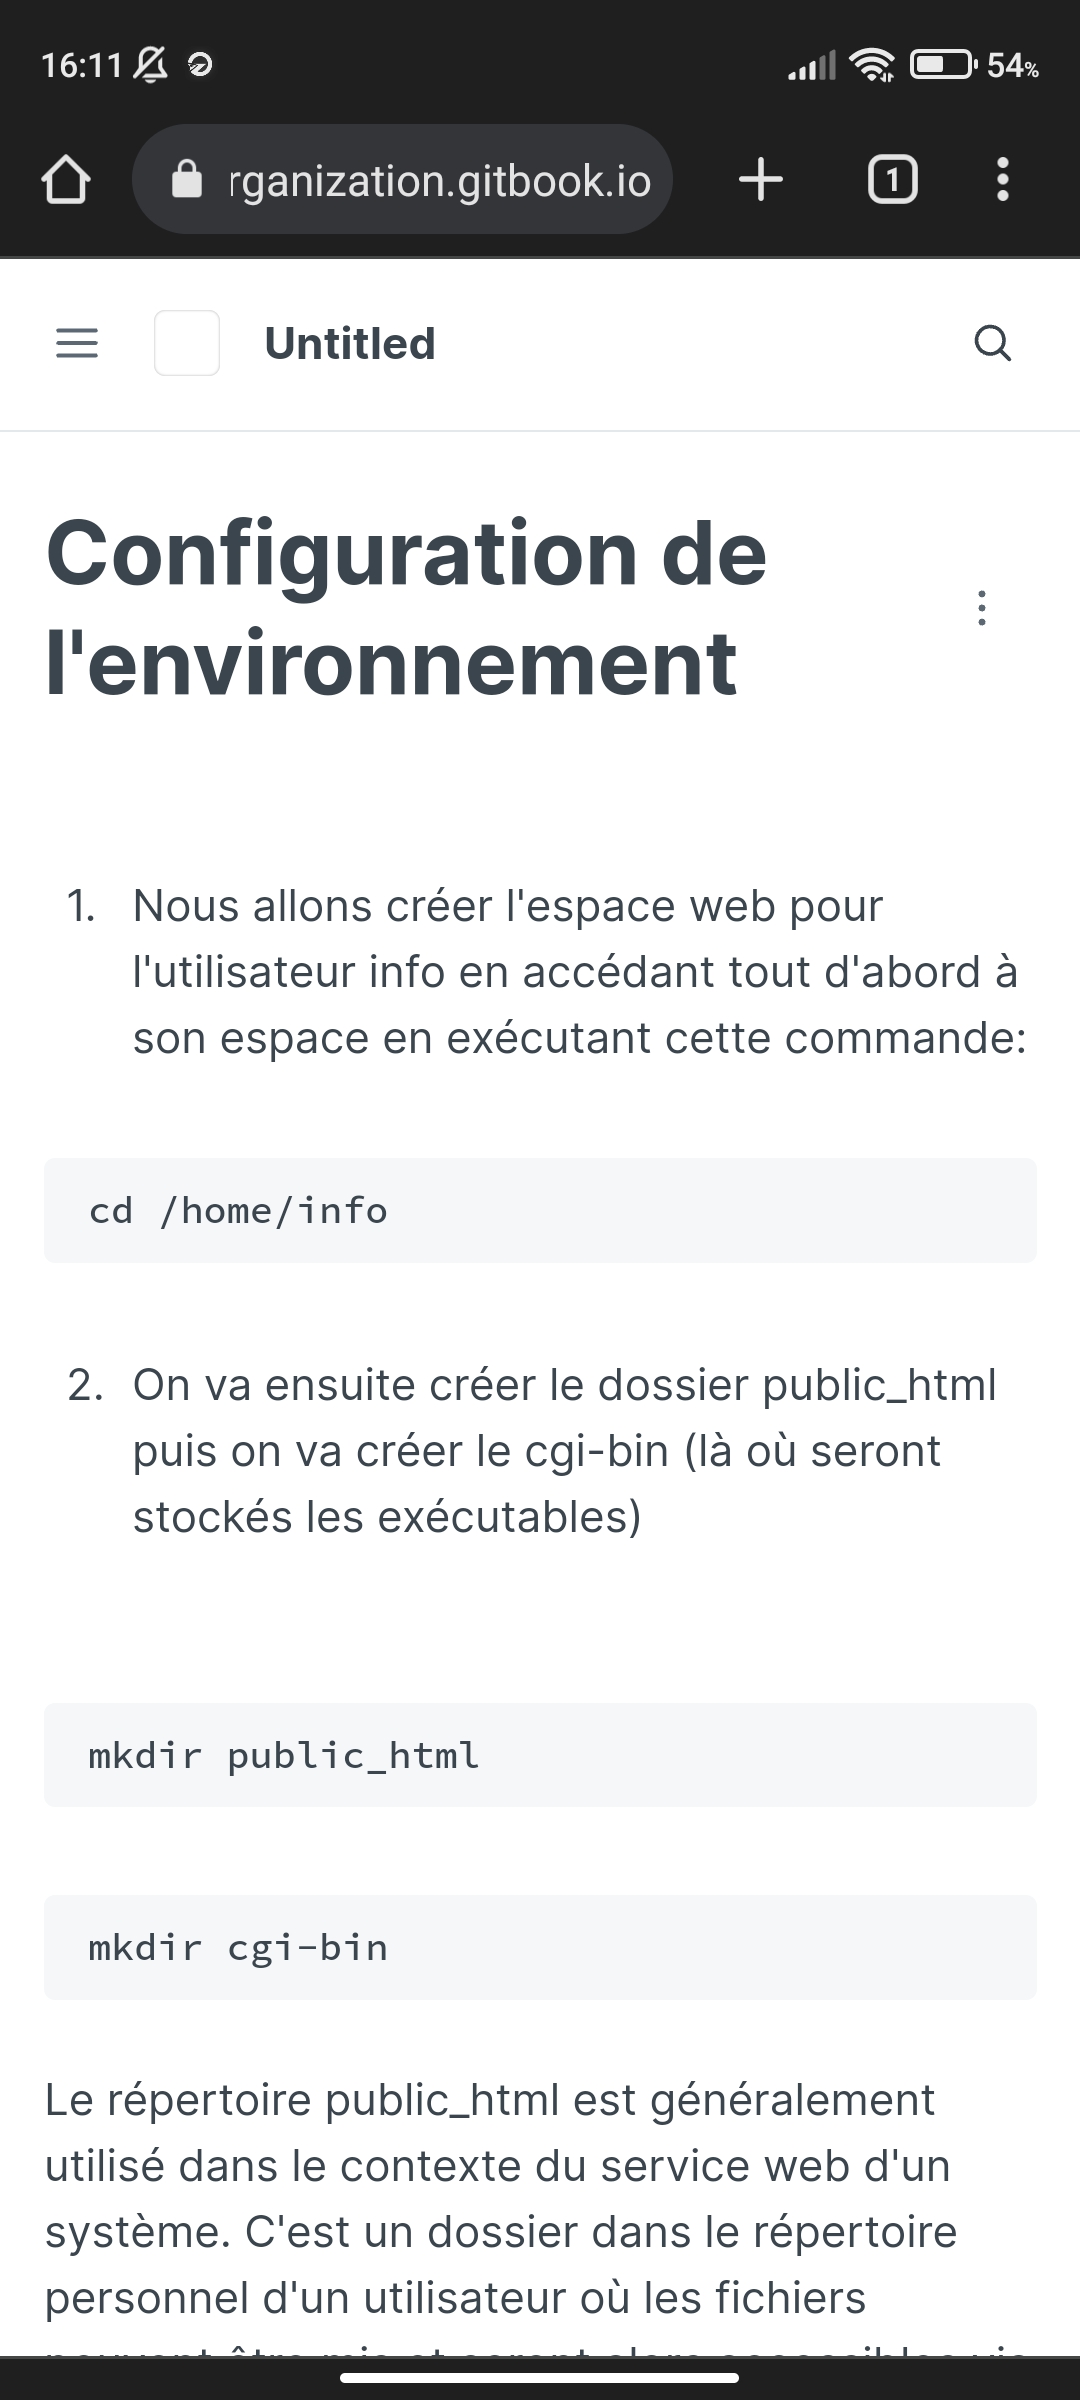 16:11
54%
rganization.gitbook.io
1
Untitled
Configuration de
l'environnement
1. Nous allons créer l'espace web pour
l'utilisateur info en accédant tout d'abord à
son espace en exécutant cette commande:
cd /home/info
2. On va ensuite créer le dossier public_html
puis on va créer le cgi-bin (là où seront
stockés les exécutables)
mkdir public_html
mkdir cgi-bin
Le répertoire public_html est généralement
utilisé dans le contexte du service web d'un
système. C'est un dossier dans le répertoire
personnel d'un utilisateur où les fichiers